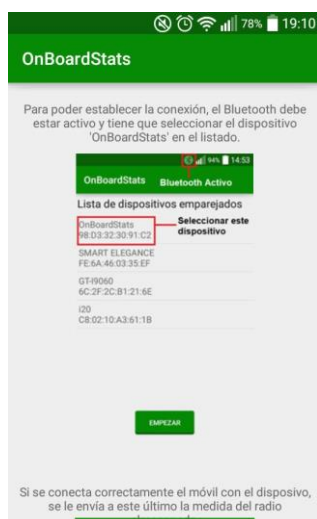 78% 19:10
OnBoardStats
Para poder establecer la conexión, el Bluetooth debe
estar activo y tiene que seleccionar el dispositivo
'OnBoardStats' en el listado.
94% 14:53
OnBoardStats Bluetooth Activo
Lista de dispositivos emparejados
OnBoardStats
98:D3:32:30:91:C2
Seleccionar este
dispositivo
SMART ELEGANCE
FE:6A:46:03:35:EF
GT-I9060
6C:2F:2C:B1:21:6E
i20
C8:02:10:A3:61:1B
EMPEZAR
Si se conecta correctamente el móvil con el disposivo,
se le envía a este último la medida del radio